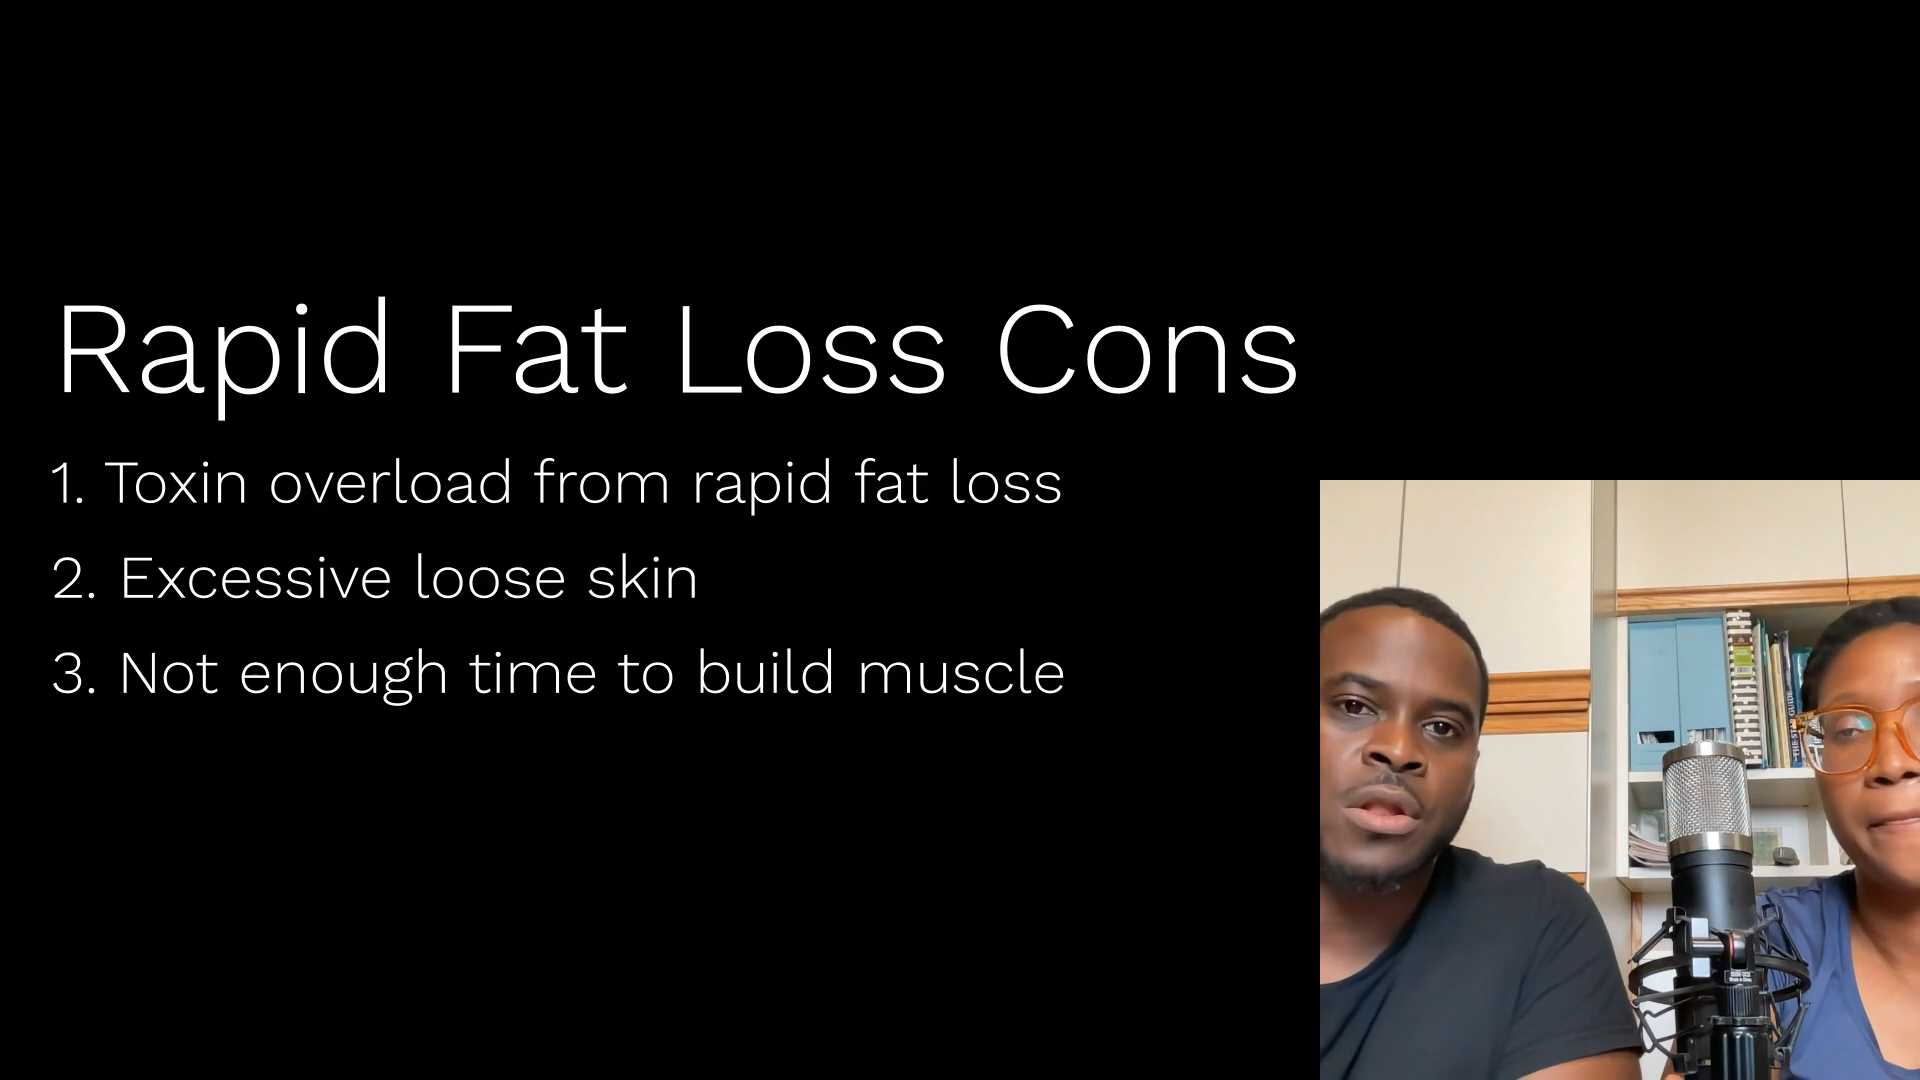 Rapid Fat Loss Cons
1. Toxin overload from rapid fat loss
2. Excessive loose skin
3. Not enough time to build muscle